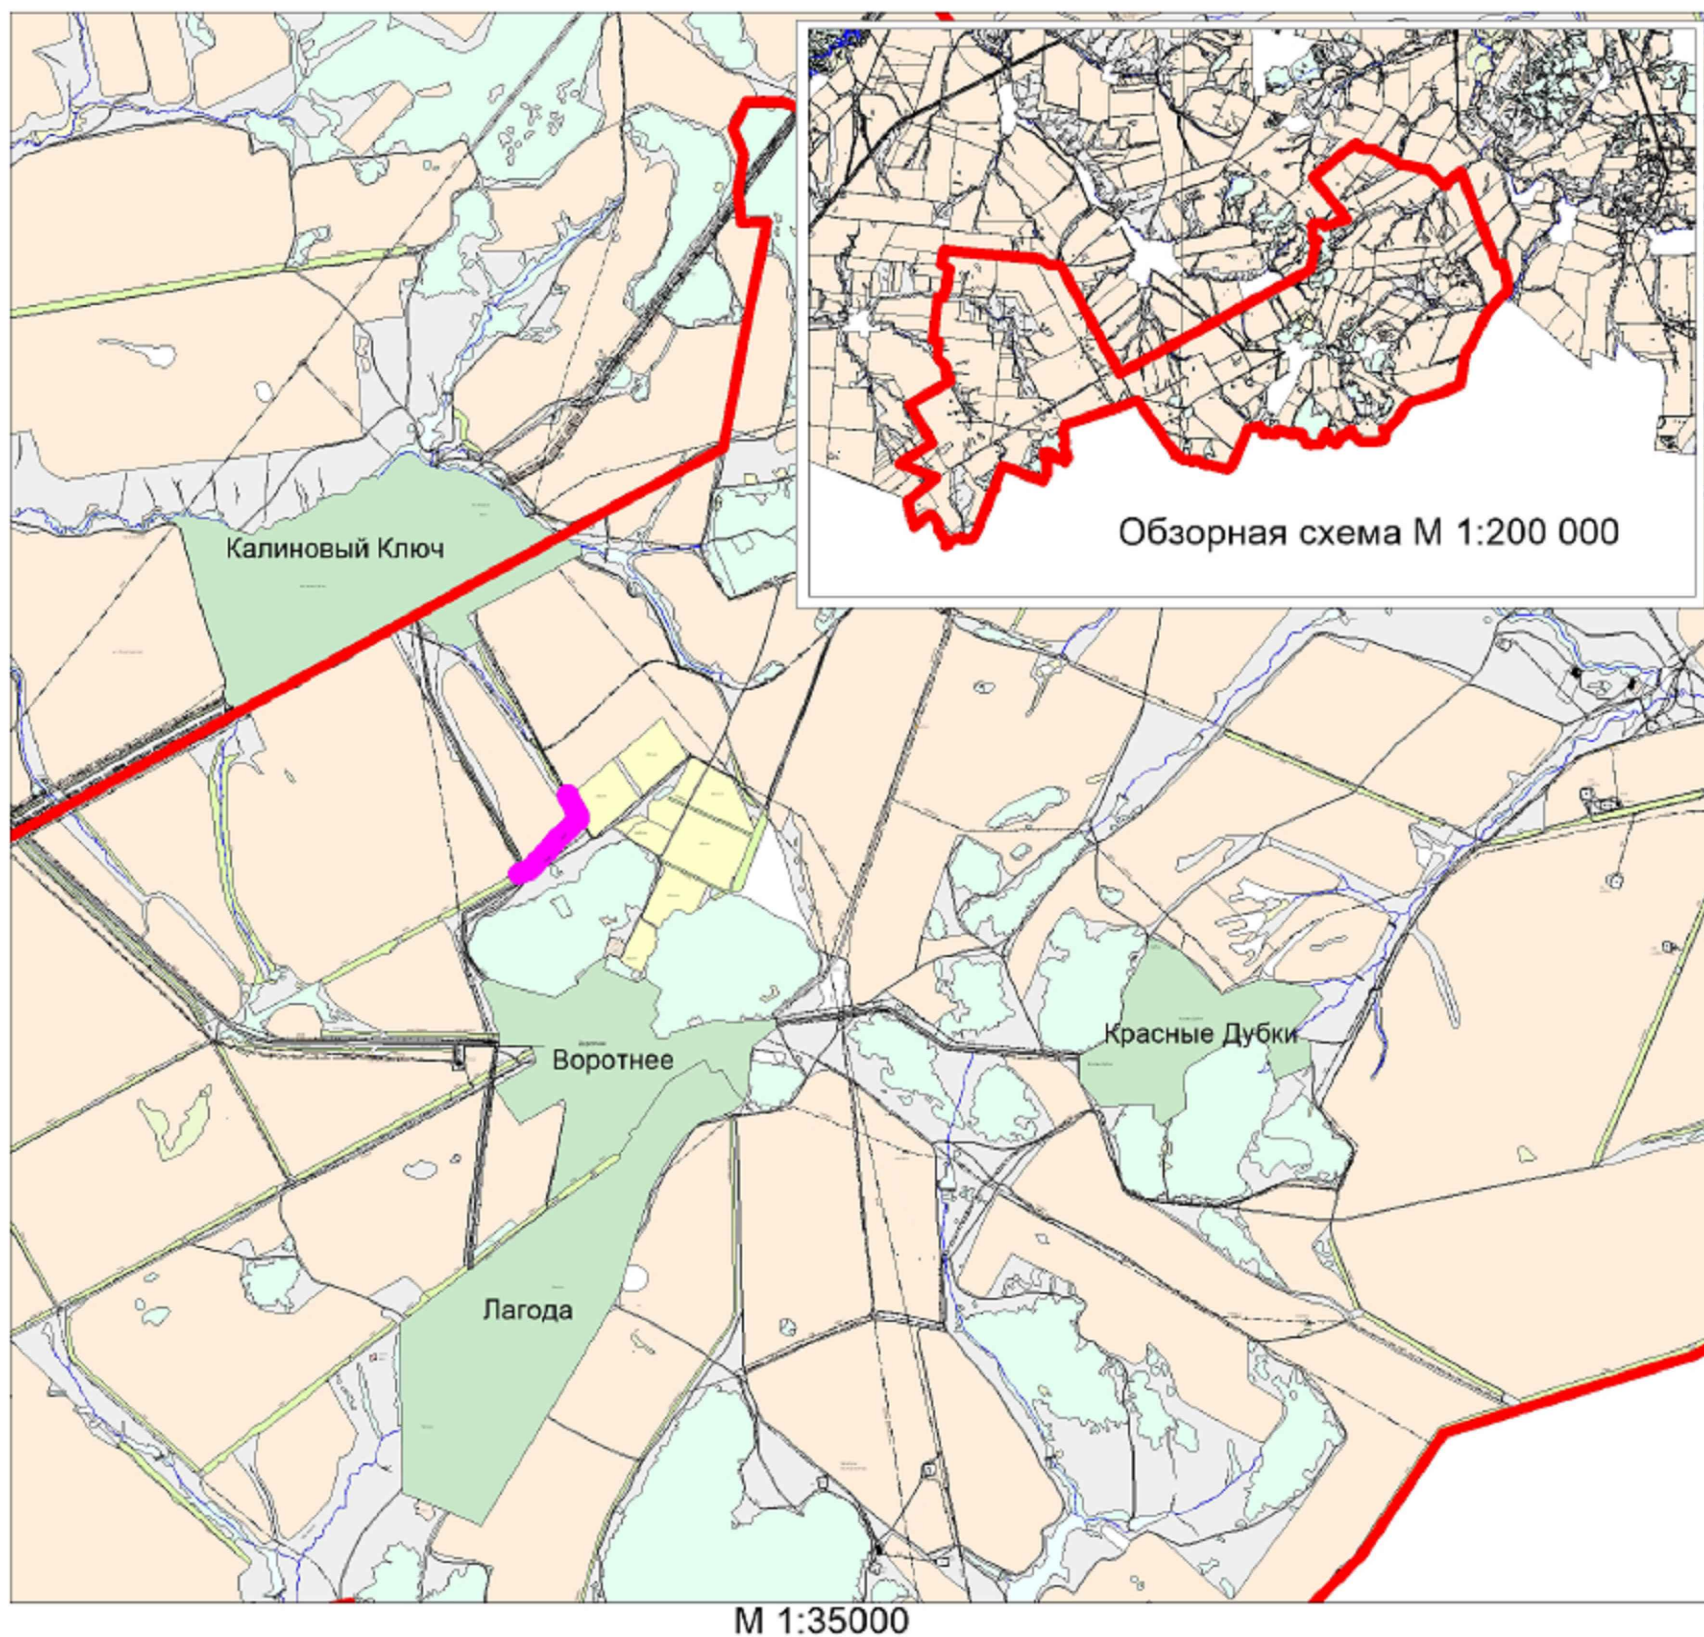 Обзорная схема М 1:200 000
Калиновый Ключ
Красные Дубки
Воротнее
Лагода
М 1:35000